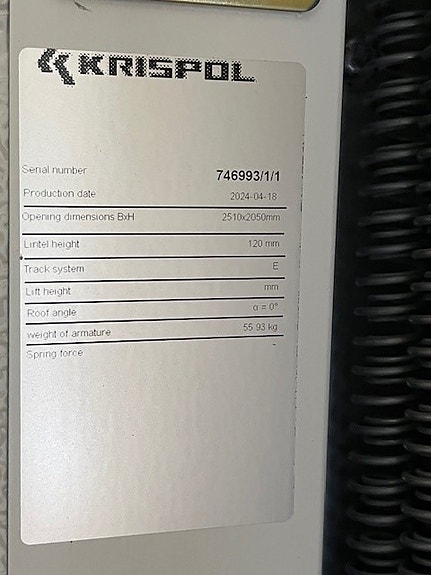 KRISPOL
Serial number 746993/1/1
Production date 2024-04-18
Opening dimensions BxH 2510x2050mm
Lintel height 120 mm
Track system E
Lift height mm
Roof angle α = 0°
weight of armature 55.93 kg
Spring force -